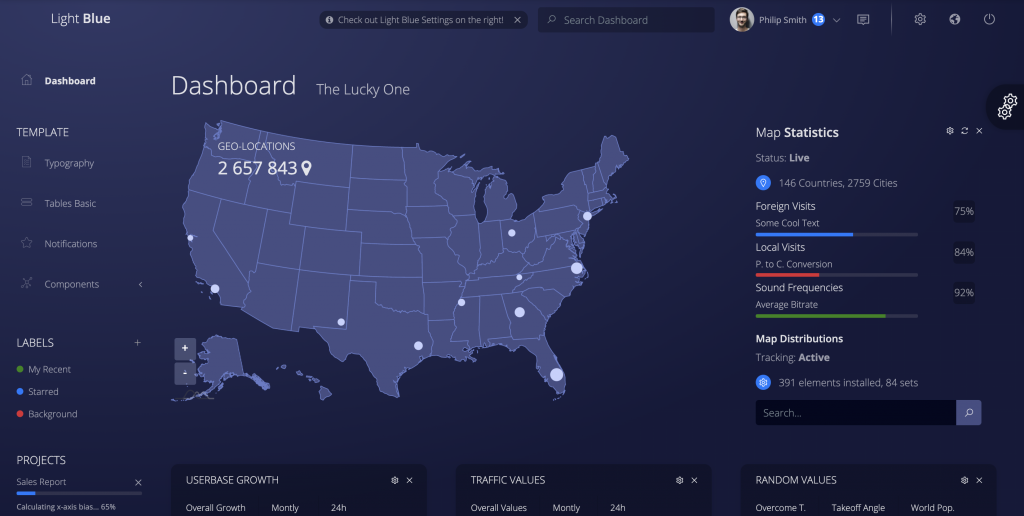 Light Blue
Check out Light Blue Settings on the right!
Search Dashboard
Philip Smith 13
Dashboard
Dashboard The Lucky One
TEMPLATE
Typography
Tables Basic
Notifications
Components
LABELS
My Recent
Starred
Background
PROJECTS
Sales Report
Calculating x-axis bias... 65%
GEO-LOCATIONS
2 657 843
+
-
Map Statistics
Status: Live
146 Countries, 2759 Cities
Foreign Visits
Some Cool Text
75%
Local Visits
P. to C. Conversion
84%
Sound Frequencies
Average Bitrate
92%
Map Distributions
Tracking: Active
391 elements installed, 84 sets
Search...
USERBASE GROWTH
Overall Growth Montly 24h
TRAFFIC VALUES
Overall Values Montly 24h
RANDOM VALUES
Overcome T. Takeoff Angle World Pop.